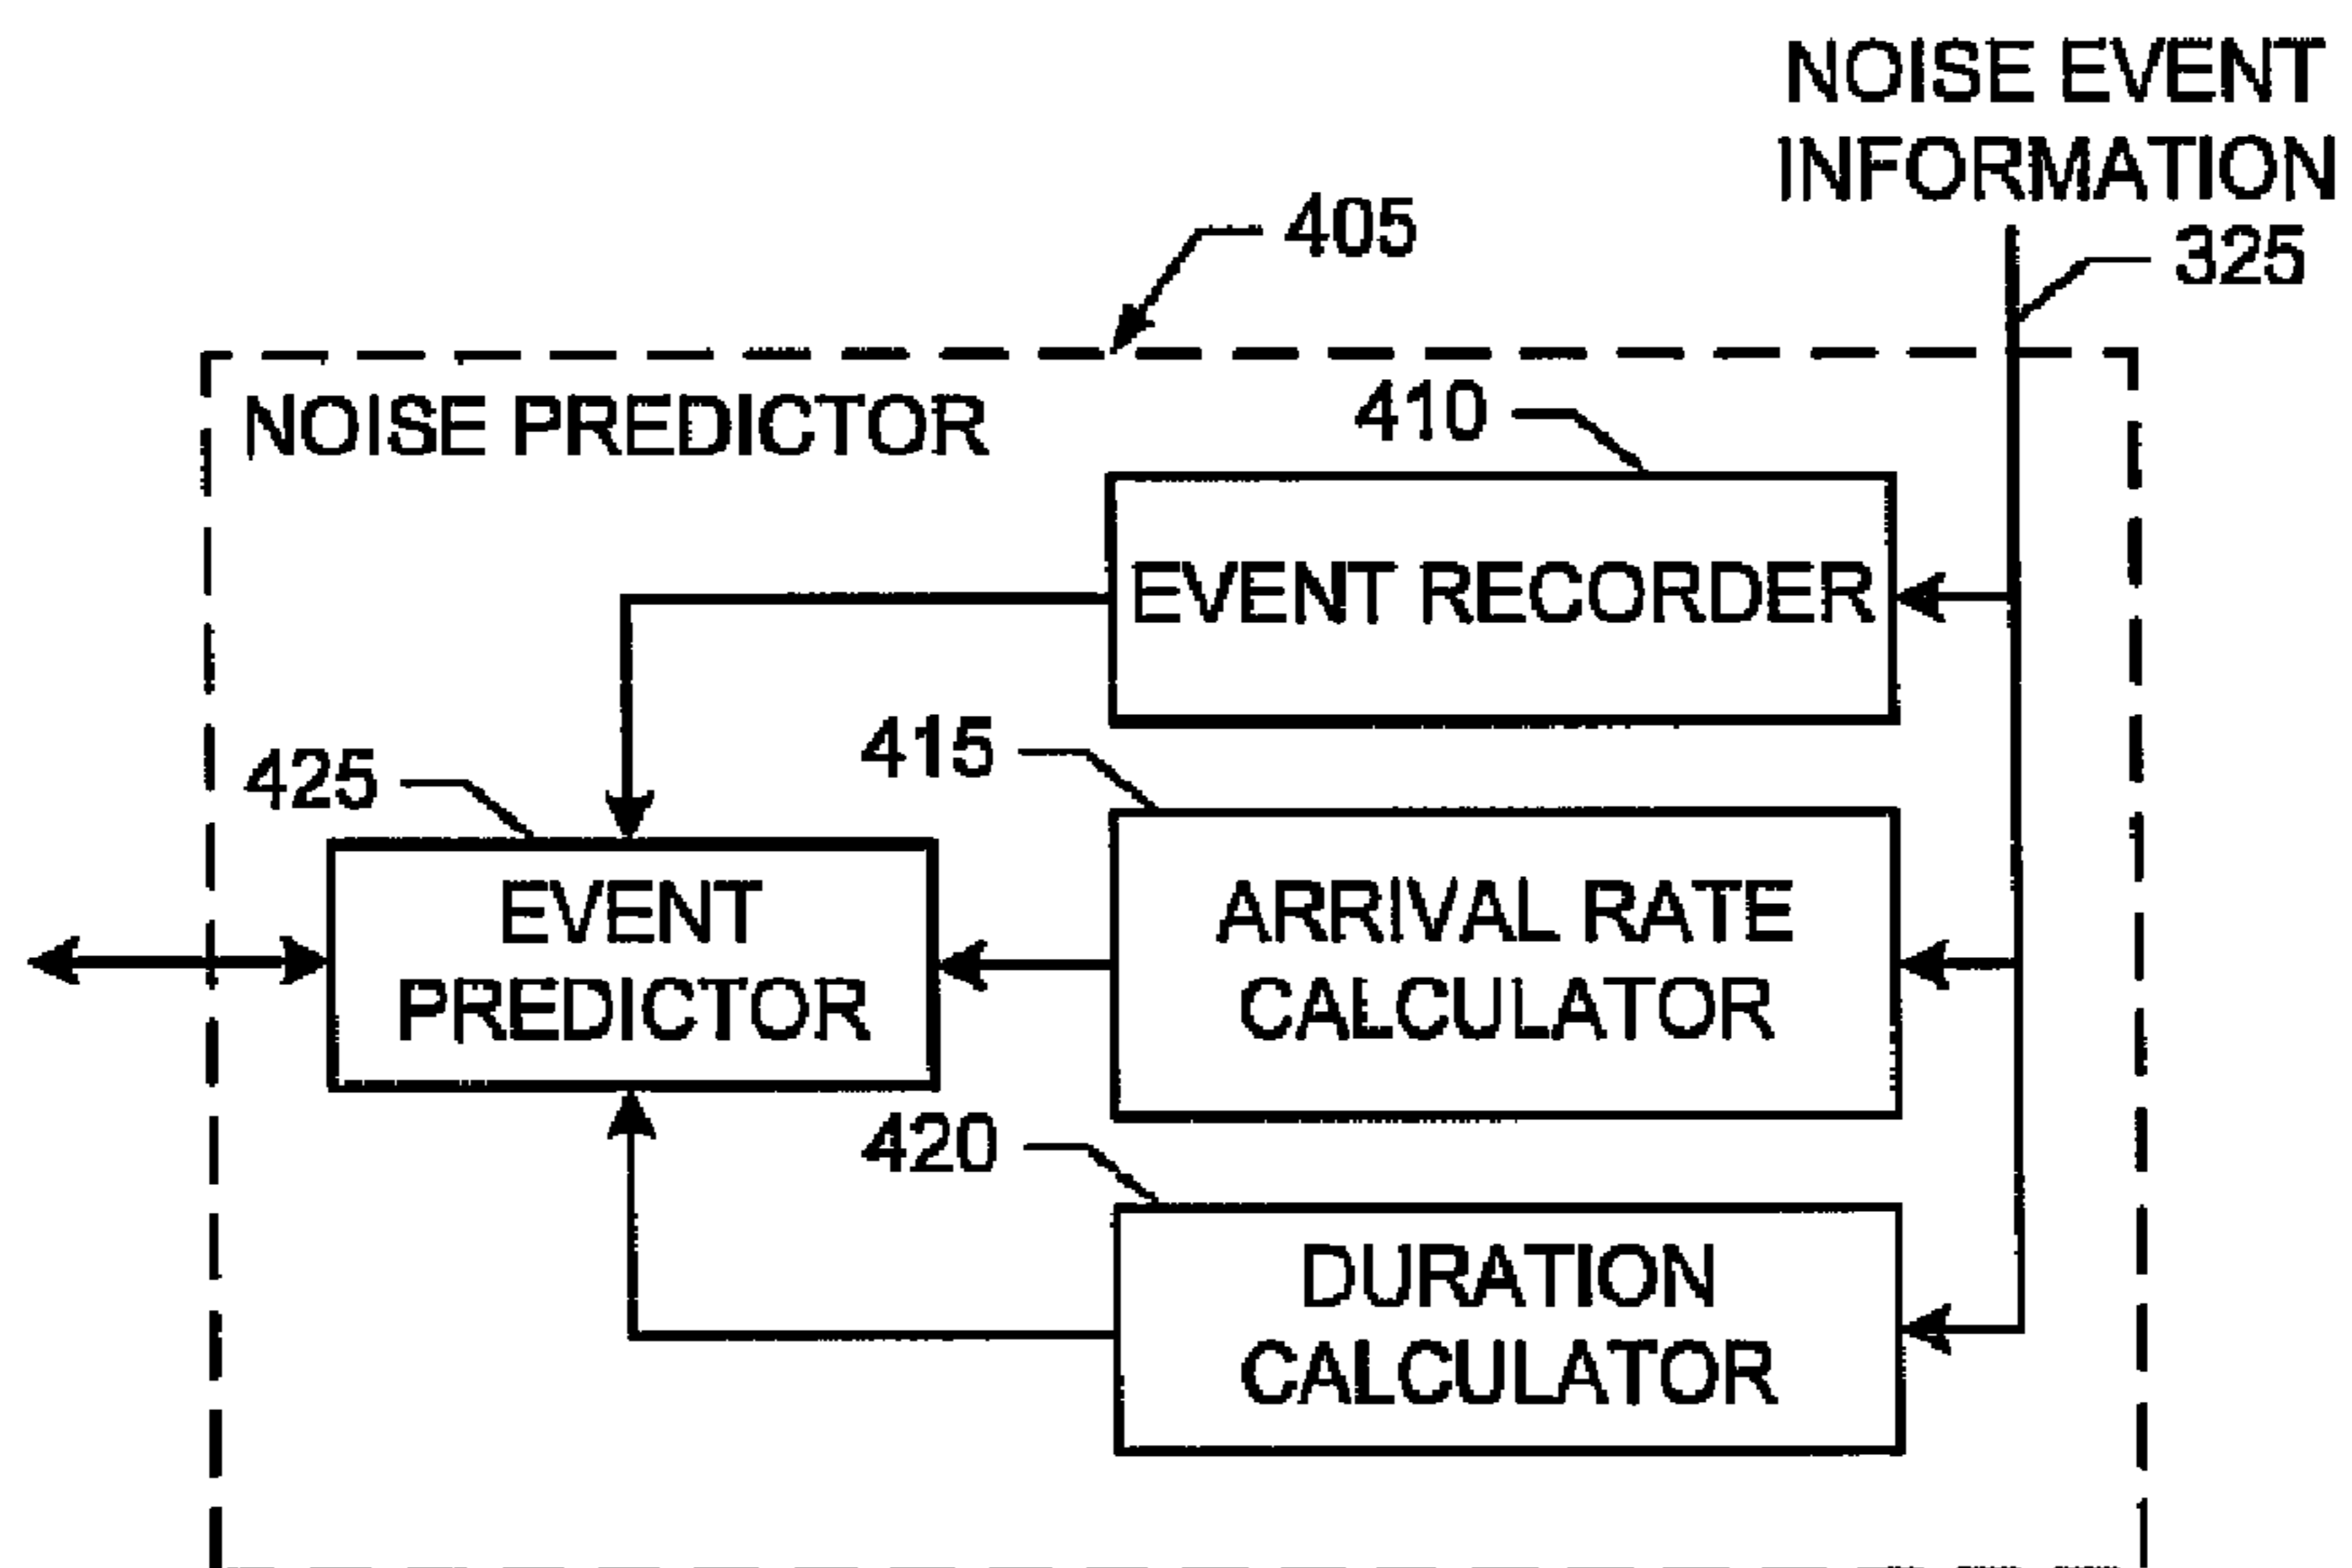 NOISE EVENT
INFORMATION
405
325
NOISE PREDICTOR
410
EVENT RECORDER
415
425
EVENT
PREDICTOR
ARRIVAL RATE
CALCULATOR
420
DURATION
CALCULATOR